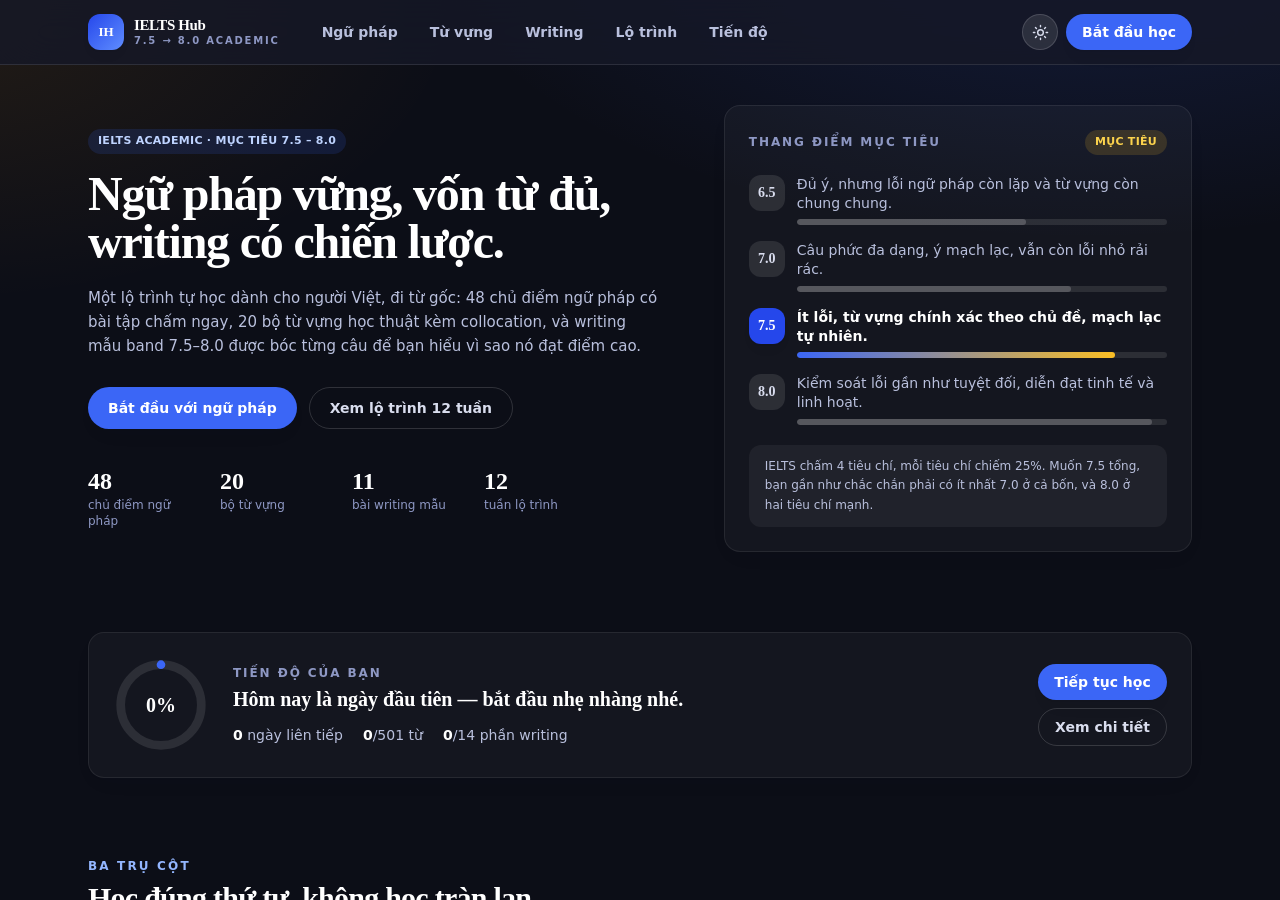 IH
IELTS Hub
7.5 → 8.0 ACADEMIC
Ngữ pháp
Từ vựng
Writing
Lộ trình
Tiến độ
Bắt đầu học
IELTS ACADEMIC · MỤC TIÊU 7.5 – 8.0
Ngữ pháp vững, vốn từ đủ,
writing có chiến lược.
Một lộ trình tự học dành cho người Việt, đi từ gốc: 48 chủ điểm ngữ pháp có
bài tập chấm ngay, 20 bộ từ vựng học thuật kèm collocation, và writing
mẫu band 7.5–8.0 được bóc từng câu để bạn hiểu vì sao nó đạt điểm cao.
Bắt đầu với ngữ pháp
Xem lộ trình 12 tuần
48
chủ điểm ngữ
pháp
20
bộ từ vựng
11
bài writing mẫu
12
tuần lộ trình
THANG ĐIỂM MỤC TIÊU
MỤC TIÊU
6.5
Đủ ý, nhưng lỗi ngữ pháp còn lặp và từ vựng còn
chung chung.
7.0
Câu phức đa dạng, ý mạch lạc, vẫn còn lỗi nhỏ rải
rác.
7.5
Ít lỗi, từ vựng chính xác theo chủ đề, mạch lạc
tự nhiên.
8.0
Kiểm soát lỗi gần như tuyệt đối, diễn đạt tinh tế và
linh hoạt.
IELTS chấm 4 tiêu chí, mỗi tiêu chí chiếm 25%. Muốn 7.5 tổng,
bạn gần như chắc chắn phải có ít nhất 7.0 ở cả bốn, và 8.0 ở
hai tiêu chí mạnh.
0%
TIẾN ĐỘ CỦA BẠN
Hôm nay là ngày đầu tiên — bắt đầu nhẹ nhàng nhé.
0 ngày liên tiếp
0/501 từ
0/14 phần writing
Tiếp tục học
Xem chi tiết
BA TRỤ CỘT
Học đúng thứ tự, không học tràn lan